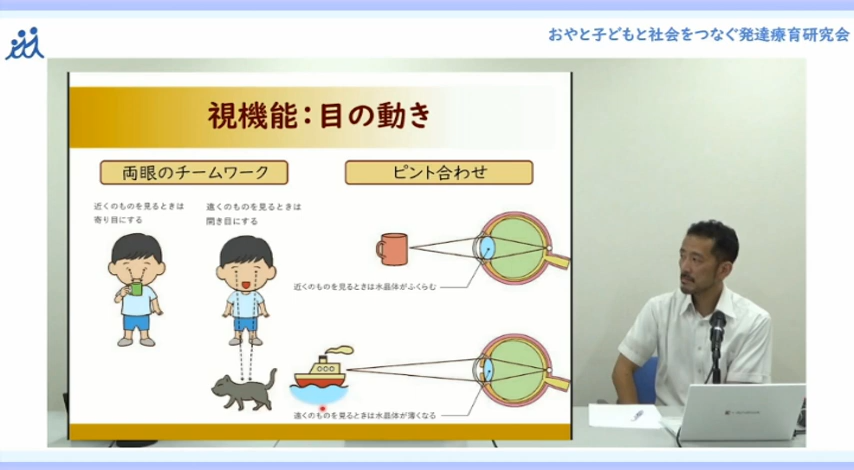 おやと子どもと社会をつなぐ発達療育研究会
視機能：目の動き
両眼のチームワーク
ピント合わせ
近くのものを見るときは
寄り目にする
遠くのものを見るときは
開き目にする
近くのものを見るときは水晶体がふくらむ
遠くのものを見るときは水晶体が薄くなる